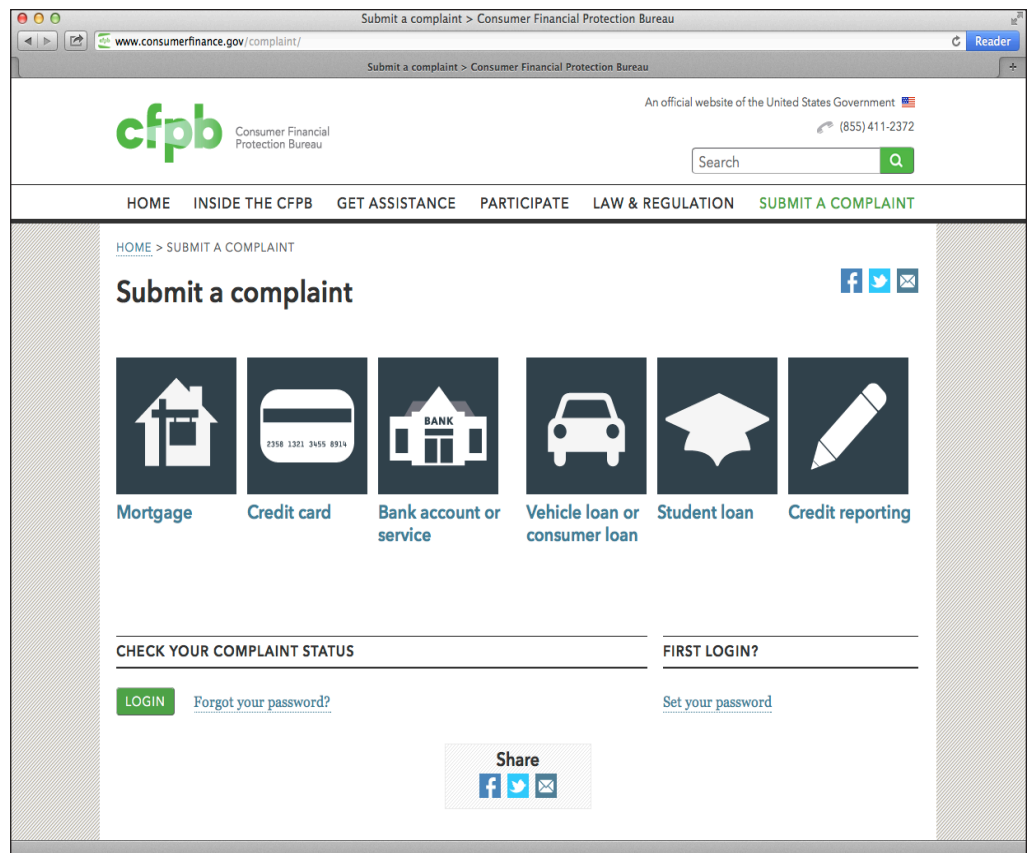 Submit a complaint > Consumer Financial Protection Bureau
www.consumerfinance.gov/complaint/
Reader
Submit a complaint > Consumer Financial Protection Bureau
An official website of the United States Government
(855) 411-2372
cfpb
Consumer Financial
Protection Bureau
Search
HOME INSIDE THE CFPB GET ASSISTANCE PARTICIPATE LAW & REGULATION SUBMIT A COMPLAINT
HOME > SUBMIT A COMPLAINT
Submit a complaint
2358 1321 3455 8914
BANK
Mortgage
Credit card
Bank account or
service
Vehicle loan or
consumer loan
Student loan
Credit reporting
CHECK YOUR COMPLAINT STATUS
LOGIN Forgot your password?
FIRST LOGIN?
Set your password
Share